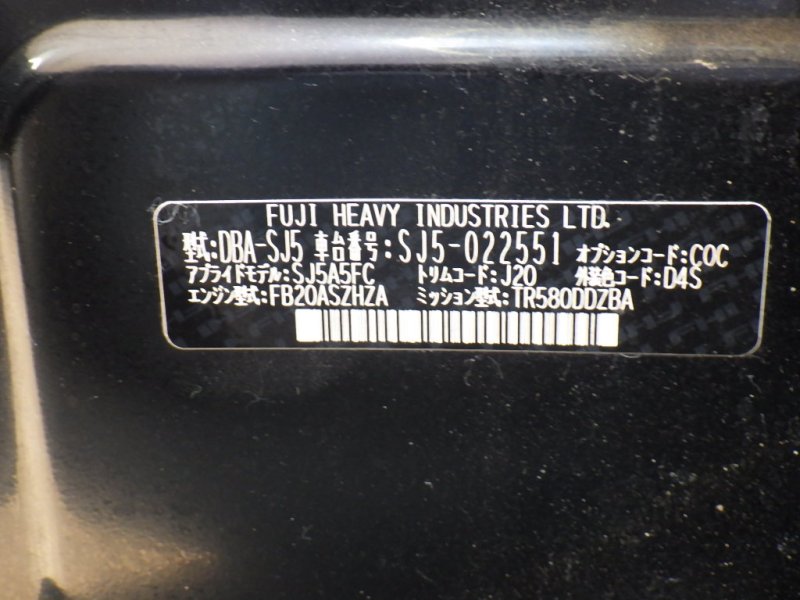 FUJI HEAVY INDUSTRIES LTD.
型式:DBA-SJ5 車台番号:SJ5-022551 オプションコード:COC
アプライドモデル:SJ5A5FC トリムコード:J20 外装色コード:D4S
エンジン型式:FB20ASZHZA ミッション型式:TR580DDZBA